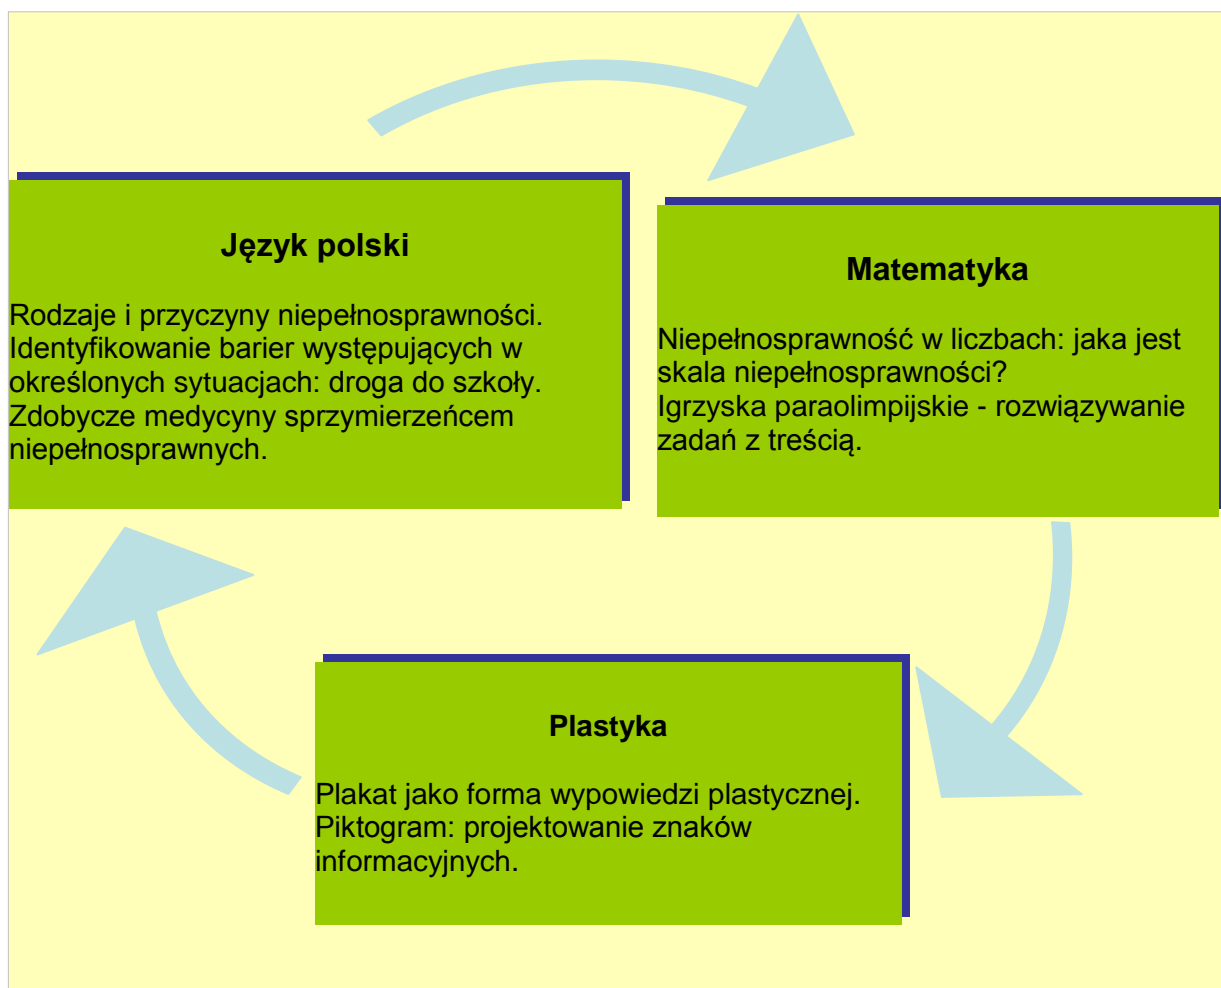 Język polski
Rodzaje i przyczyny niepełnosprawności.
Identyfikowanie barier występujących w
określonych sytuacjach: droga do szkoły.
Zdobycze medycyny sprzymierzeńcem
niepełnosprawnych.
Matematyka
Niepełnosprawność w liczbach: jaka jest
skala niepełnosprawności?
Igrzyska paraolimpijskie - rozwiązywanie
zadań z treścią.
Plastyka
Plakat jako forma wypowiedzi plastycznej.
Piktogram: projektowanie znaków
informacyjnych.